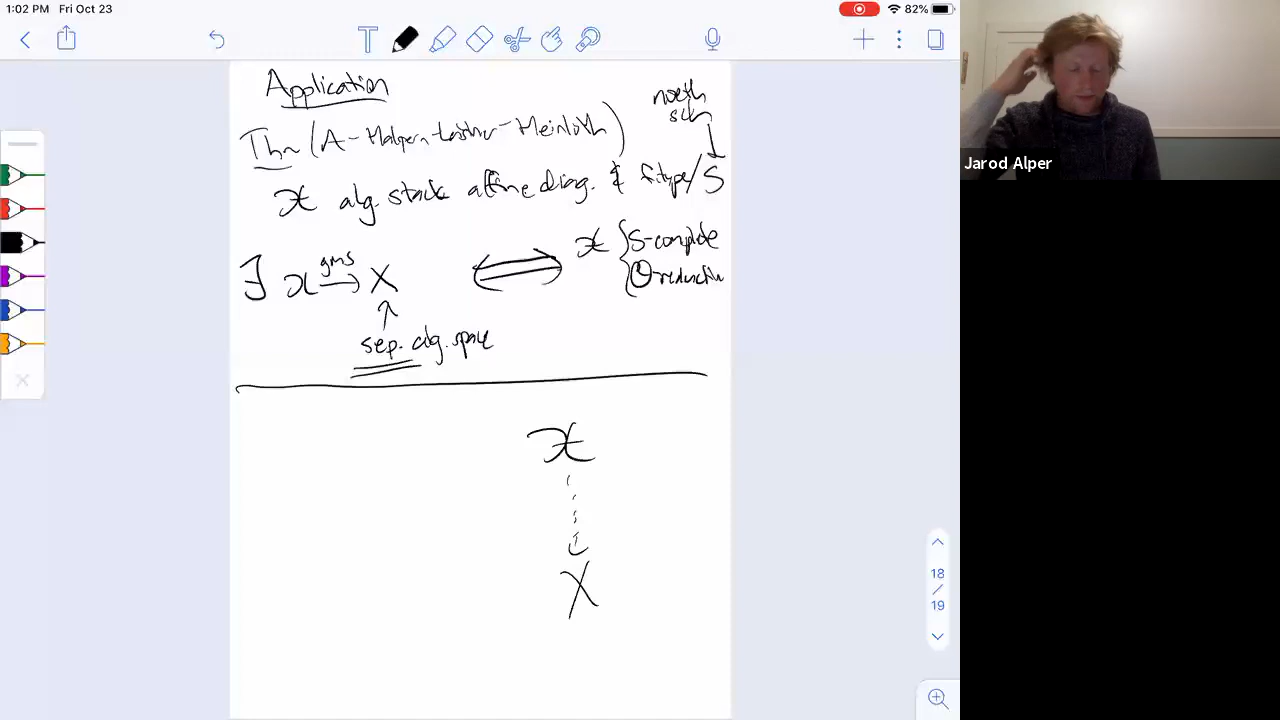 1:02 PM Fri Oct 23
82%
Application
Thm (A-Halpern-Leistner-Heinloth)
noeth
sch
𝒳 alg. stack affine diag. & f.type/S
∃ 𝒳 gms→ X ⟺ 𝒳 { S-complete
Θ-reductive
sep. alg. space
𝒳
X
18
/
19
Jarod Alper